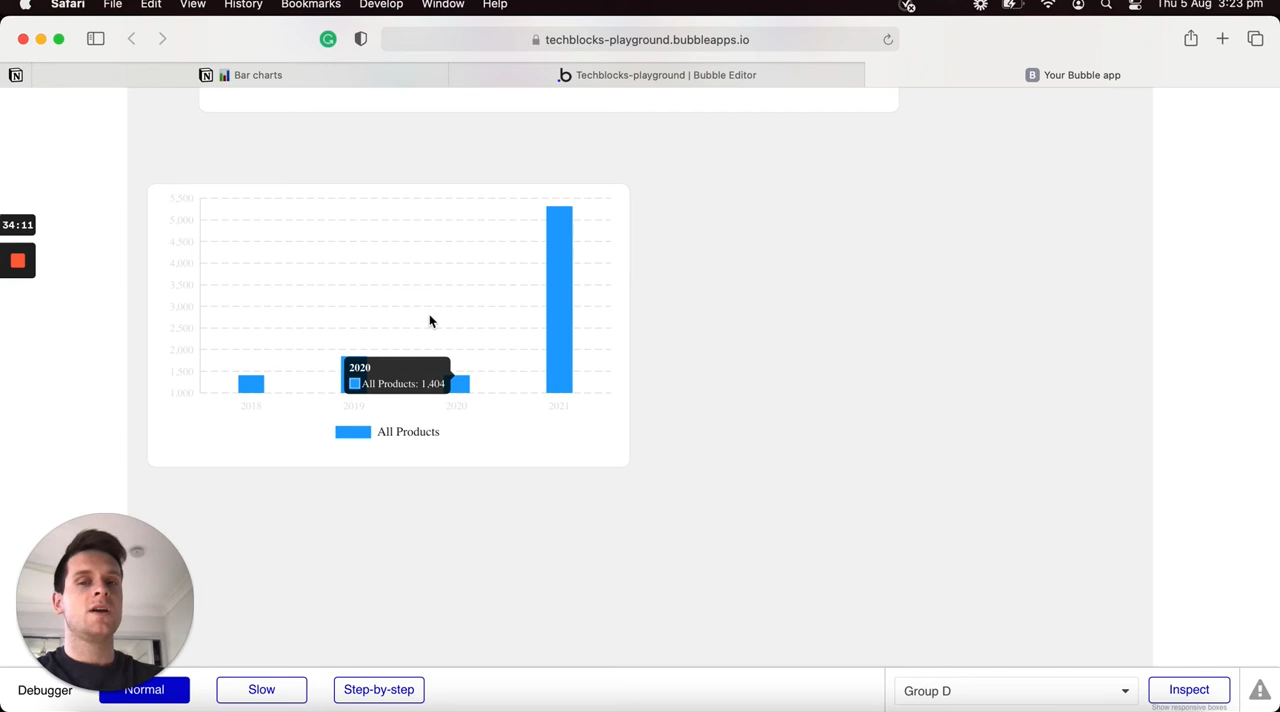 Safari File Edit View History Bookmarks Develop Window Help Thu 5 Aug 3:23 pm
techblocks-playground.bubbleapps.io
Bar charts
Techblocks-playground | Bubble Editor
Your Bubble app
34:11
5,500
5,000
4,500
4,000
3,500
3,000
2,500
2,000
1,500
1,000
2020
All Products: 1,404
2018 2019 2020 2021
All Products
Debugger Normal Slow Step-by-step Group D Inspect
Show responsive boxes